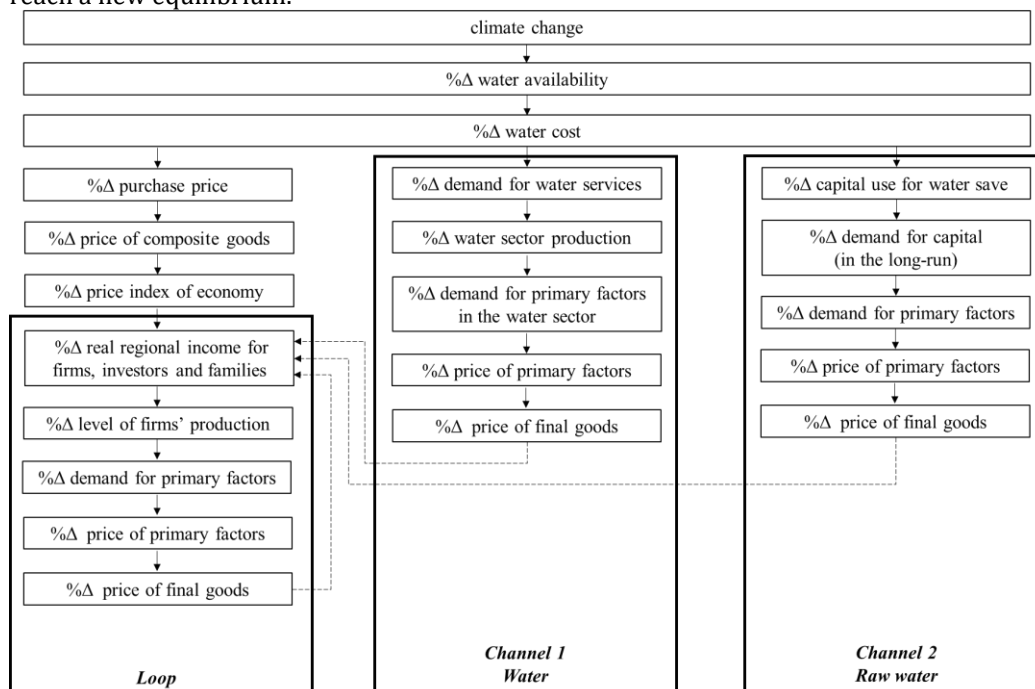 reach a new equilibrium.
climate change
%Δ water availability
%Δ water cost
%Δ purchase price
%Δ price of composite goods
%Δ price index of economy
%Δ real regional income for
firms, investors and families
%Δ level of firms’ production
%Δ demand for primary factors
%Δ price of primary factors
%Δ price of final goods
Loop
%Δ demand for water services
%Δ water sector production
%Δ demand for primary factors
in the water sector
%Δ price of primary factors
%Δ price of final goods
Channel 1
Water
%Δ capital use for water save
%Δ demand for capital
(in the long-run)
%Δ demand for primary factors
%Δ price of primary factors
%Δ price of final goods
Channel 2
Raw water